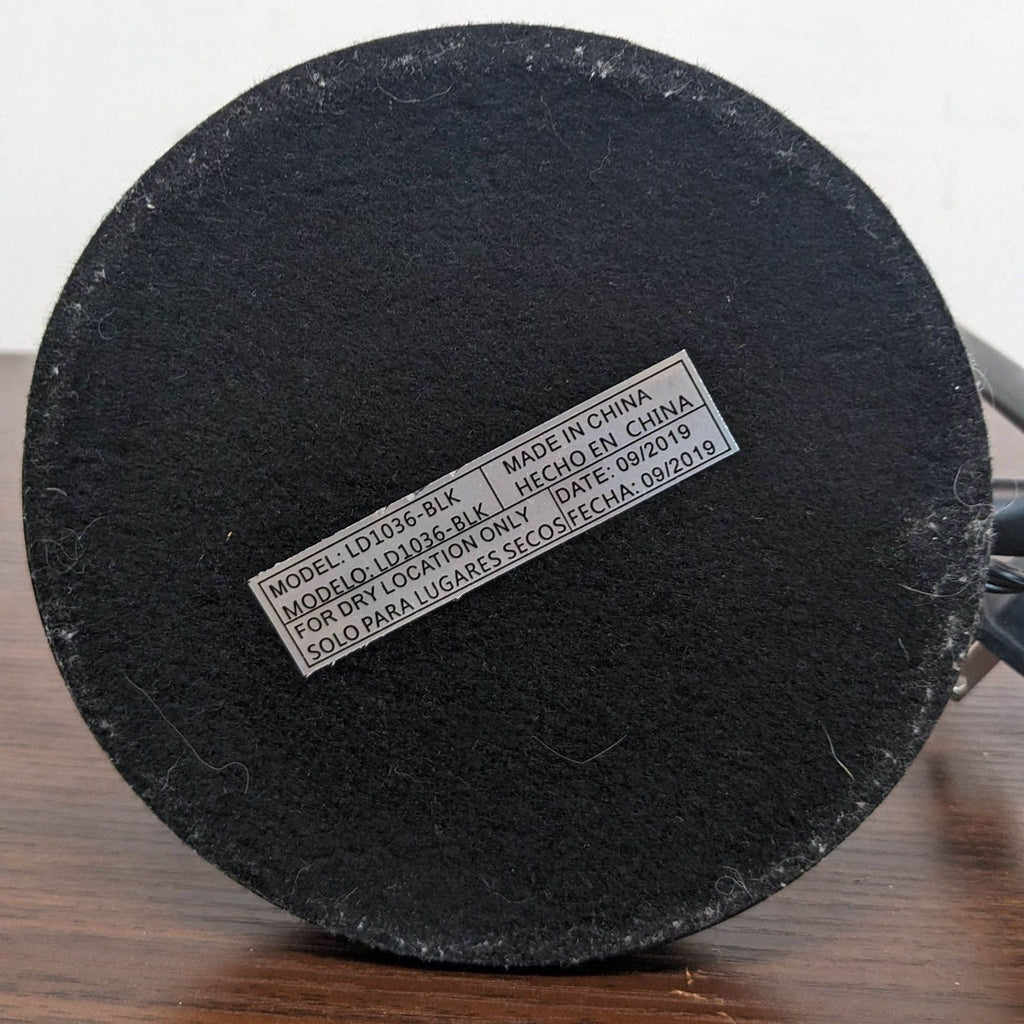 MODEL: LD1036-BLK
MODELO: LD1036-BLK
MADE IN CHINA
HECHO EN CHINA
FOR DRY LOCATION ONLY
SOLO PARA LUGARES SECOS
DATE: 09/2019
FECHA: 09/2019